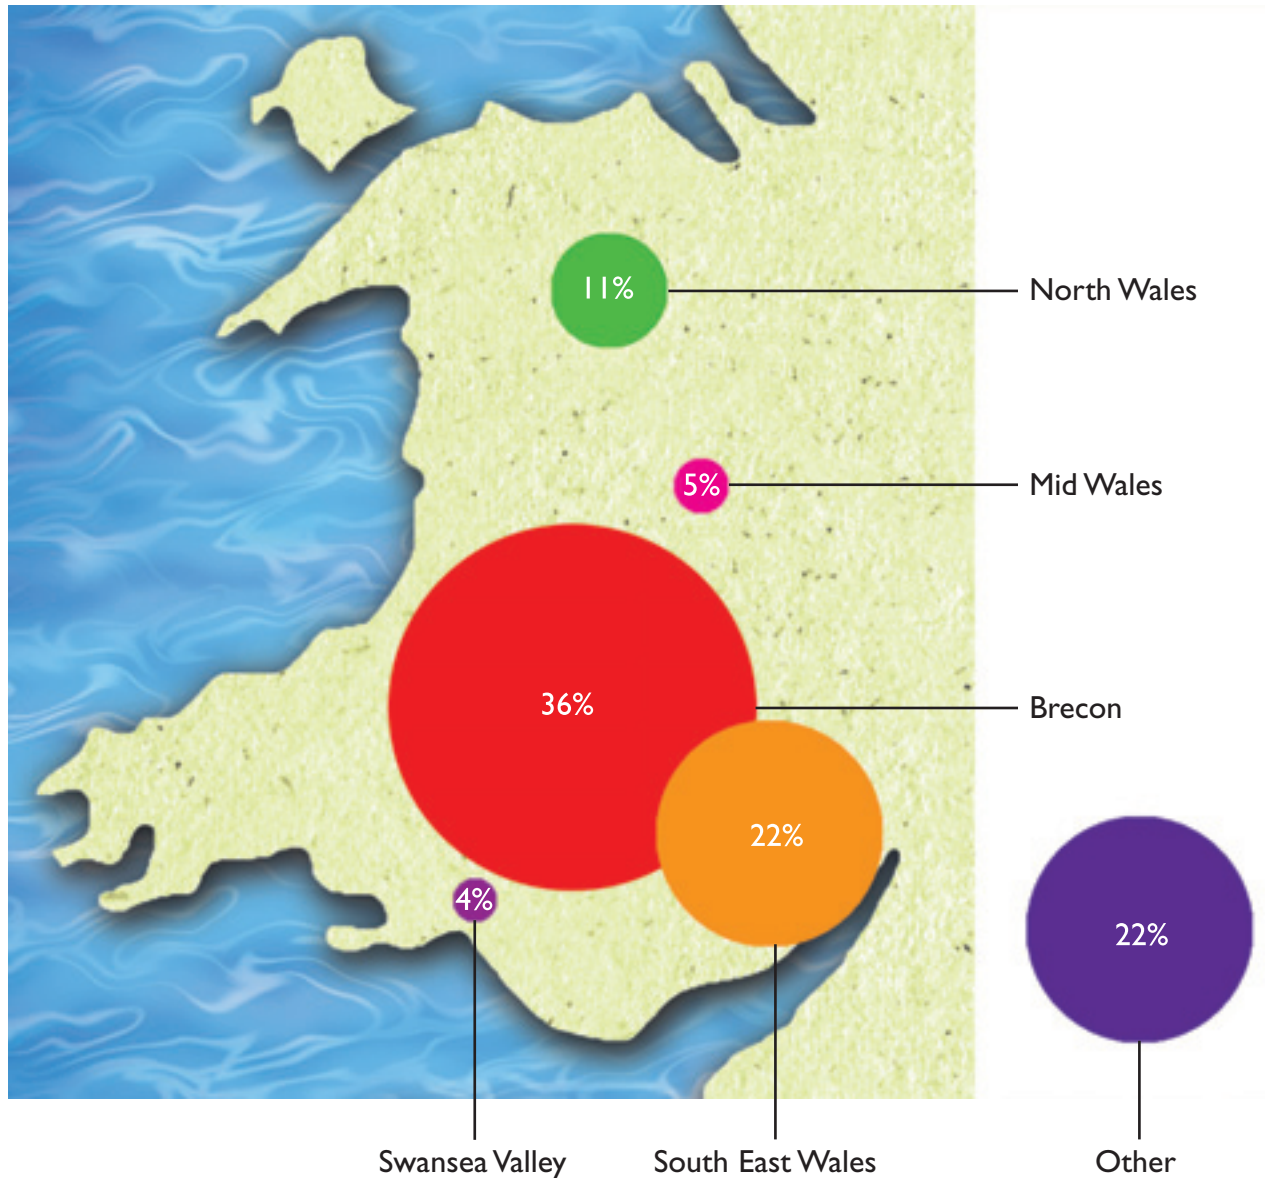 11%
North Wales
5%
Mid Wales
36%
Brecon
22%
4%
22%
Swansea Valley
South East Wales
Other